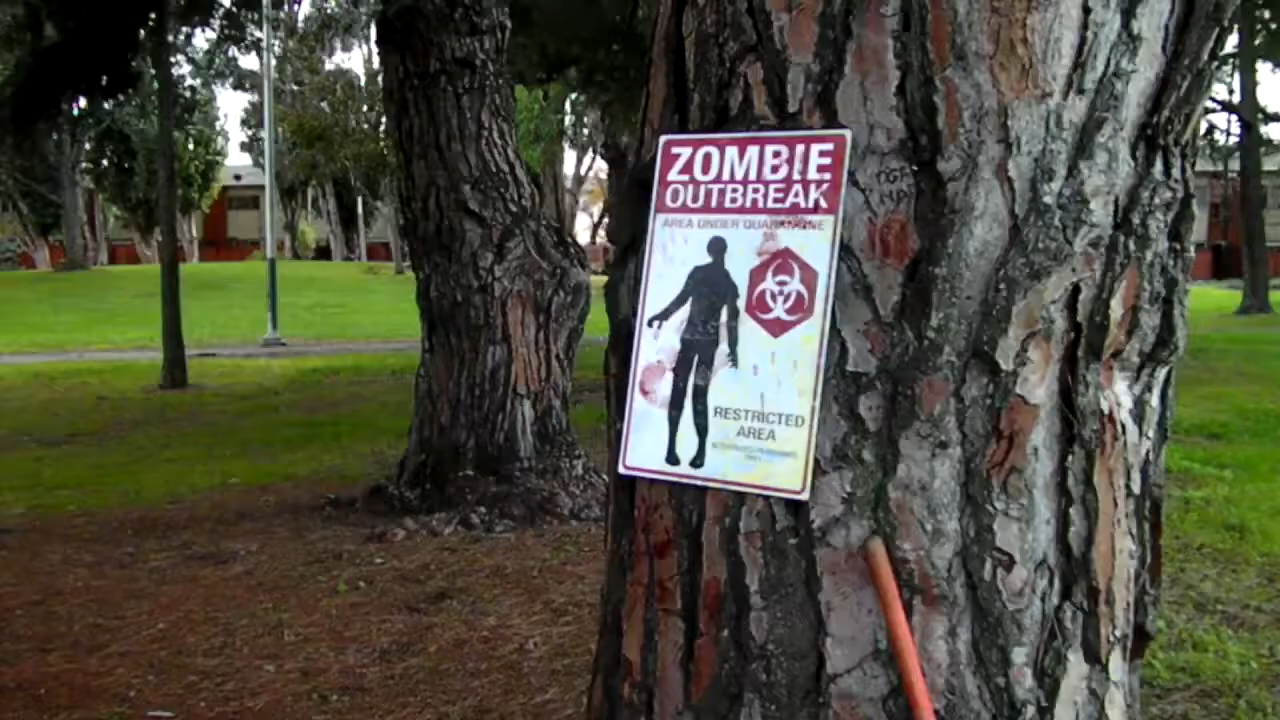 ZOMBIE
OUTBREAK
AREA UNDER QUARANTINE
RESTRICTED
AREA